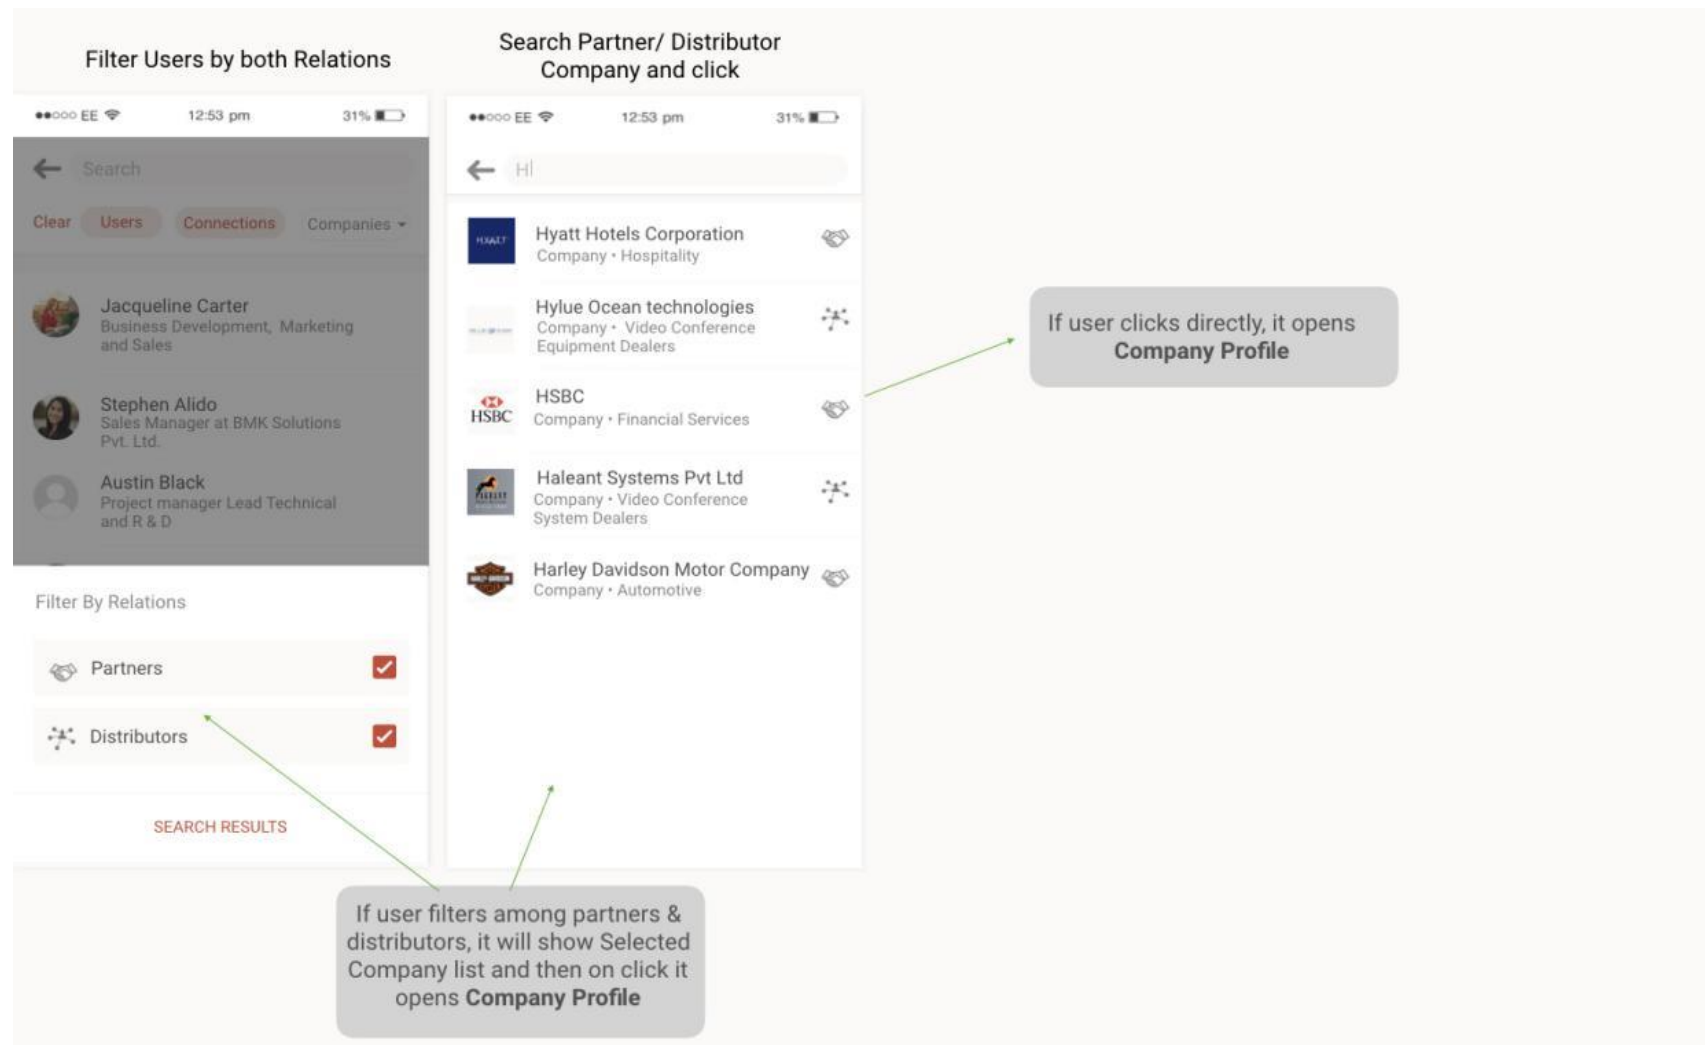 Filter Users by both Relations
Search Partner/ Distributor
Company and click
EE
12:53 pm
31%
Search
Clear
Users
Connections
Companies
Jacqueline Carter
Business Development, Marketing
and Sales
Stephen Alido
Sales Manager at BMK Solutions
Pvt. Ltd.
Austin Black
Project manager Lead Technical
and R & D
Filter By Relations
Partners
Distributors
SEARCH RESULTS
EE
12:53 pm
31%
H
HYATT
Hyatt Hotels Corporation
Company • Hospitality
Hylue Ocean technologies
Company • Video Conference
Equipment Dealers
HSBC
HSBC
Company • Financial Services
Haleant Systems Pvt Ltd
Company • Video Conference
System Dealers
Harley Davidson Motor Company
Company • Automotive
If user clicks directly, it opens
Company Profile
If user filters among partners &
distributors, it will show Selected
Company list and then on click it
opens Company Profile